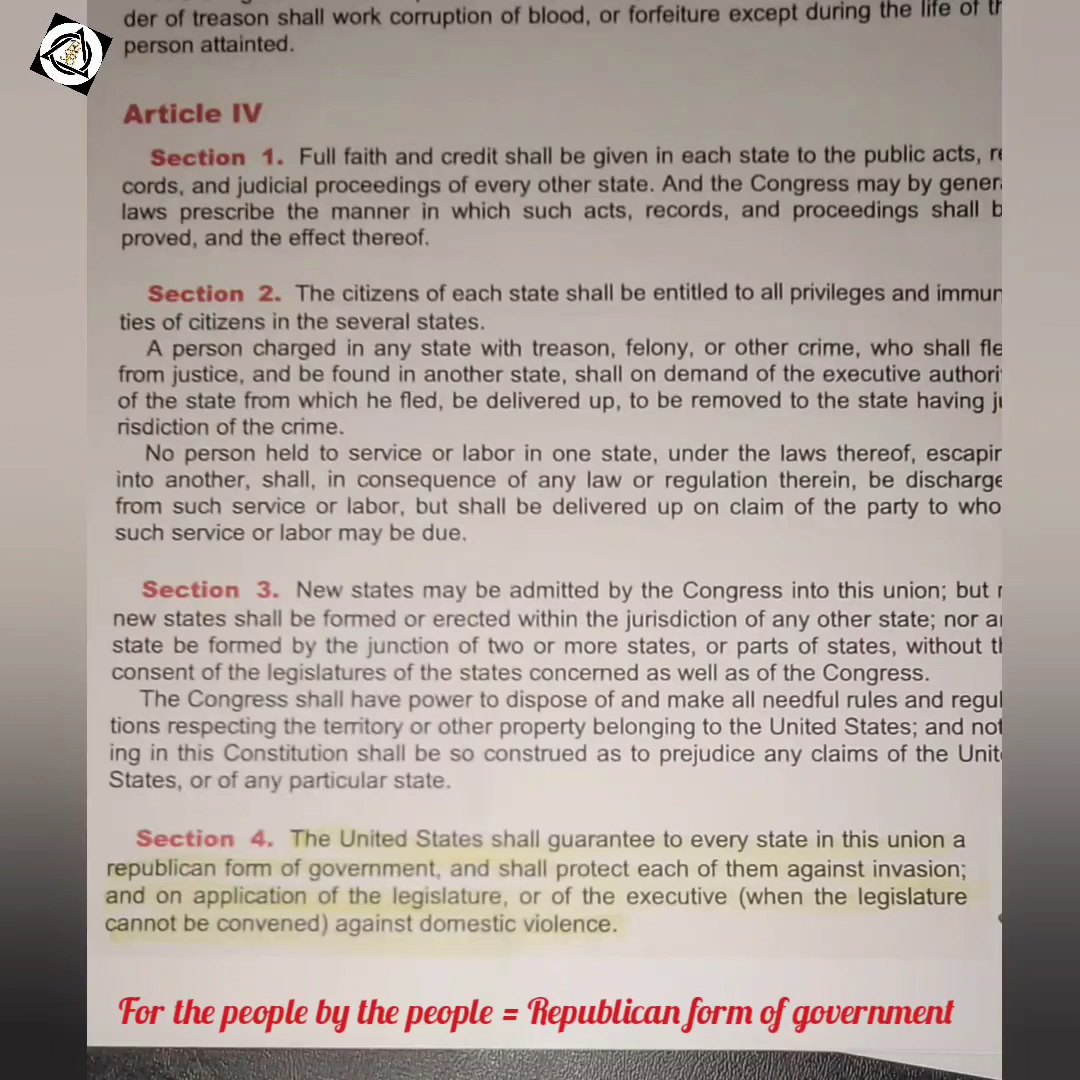 der of treason shall work corruption of blood, or forfeiture except during the life of
person attainted.
Article IV
Section 1. Full faith and credit shall be given in each state to the public acts,
cords, and judicial proceedings of every other state. And the Congress may by gener
laws prescribe the manner in which such acts, records, and proceedings shall
proved, and the effect thereof.
Section 2. The citizens of each state shall be entitled to all privileges and immun
ties of citizens in the several states.
A person charged in any state with treason, felony, or other crime, who shall fle
from justice, and be found in another state, shall on demand of the executive authori
of the state from which he fled, be delivered up, to be removed to the state having
risdiction of the crime.
No person held to service or labor in one state, under the laws thereof, escapin
into another, shall, in consequence of any law or regulation therein, be discharge
from such service or labor, but shall be delivered up on claim of the party to who
such service or labor may be due.
Section 3. New states may be admitted by the Congress into this union; but
new states shall be formed or erected within the jurisdiction of any other state; nor
state be formed by the junction of two or more states, or parts of states, without
consent of the legislatures of the states concerned as well as of the Congress.
The Congress shall have power to dispose of and make all needful rules and regul
tions respecting the territory or other property belonging to the United States; and not
ing in this Constitution shall be so construed as to prejudice any claims of the Unit
States, or of any particular state.
Section 4. The United States shall guarantee to every state in this union a
republican form of government, and shall protect each of them against invasion;
and on application of the legislature, or of the executive (when the legislature
cannot be convened) against domestic violence.
For the people by the people = Republican form of government